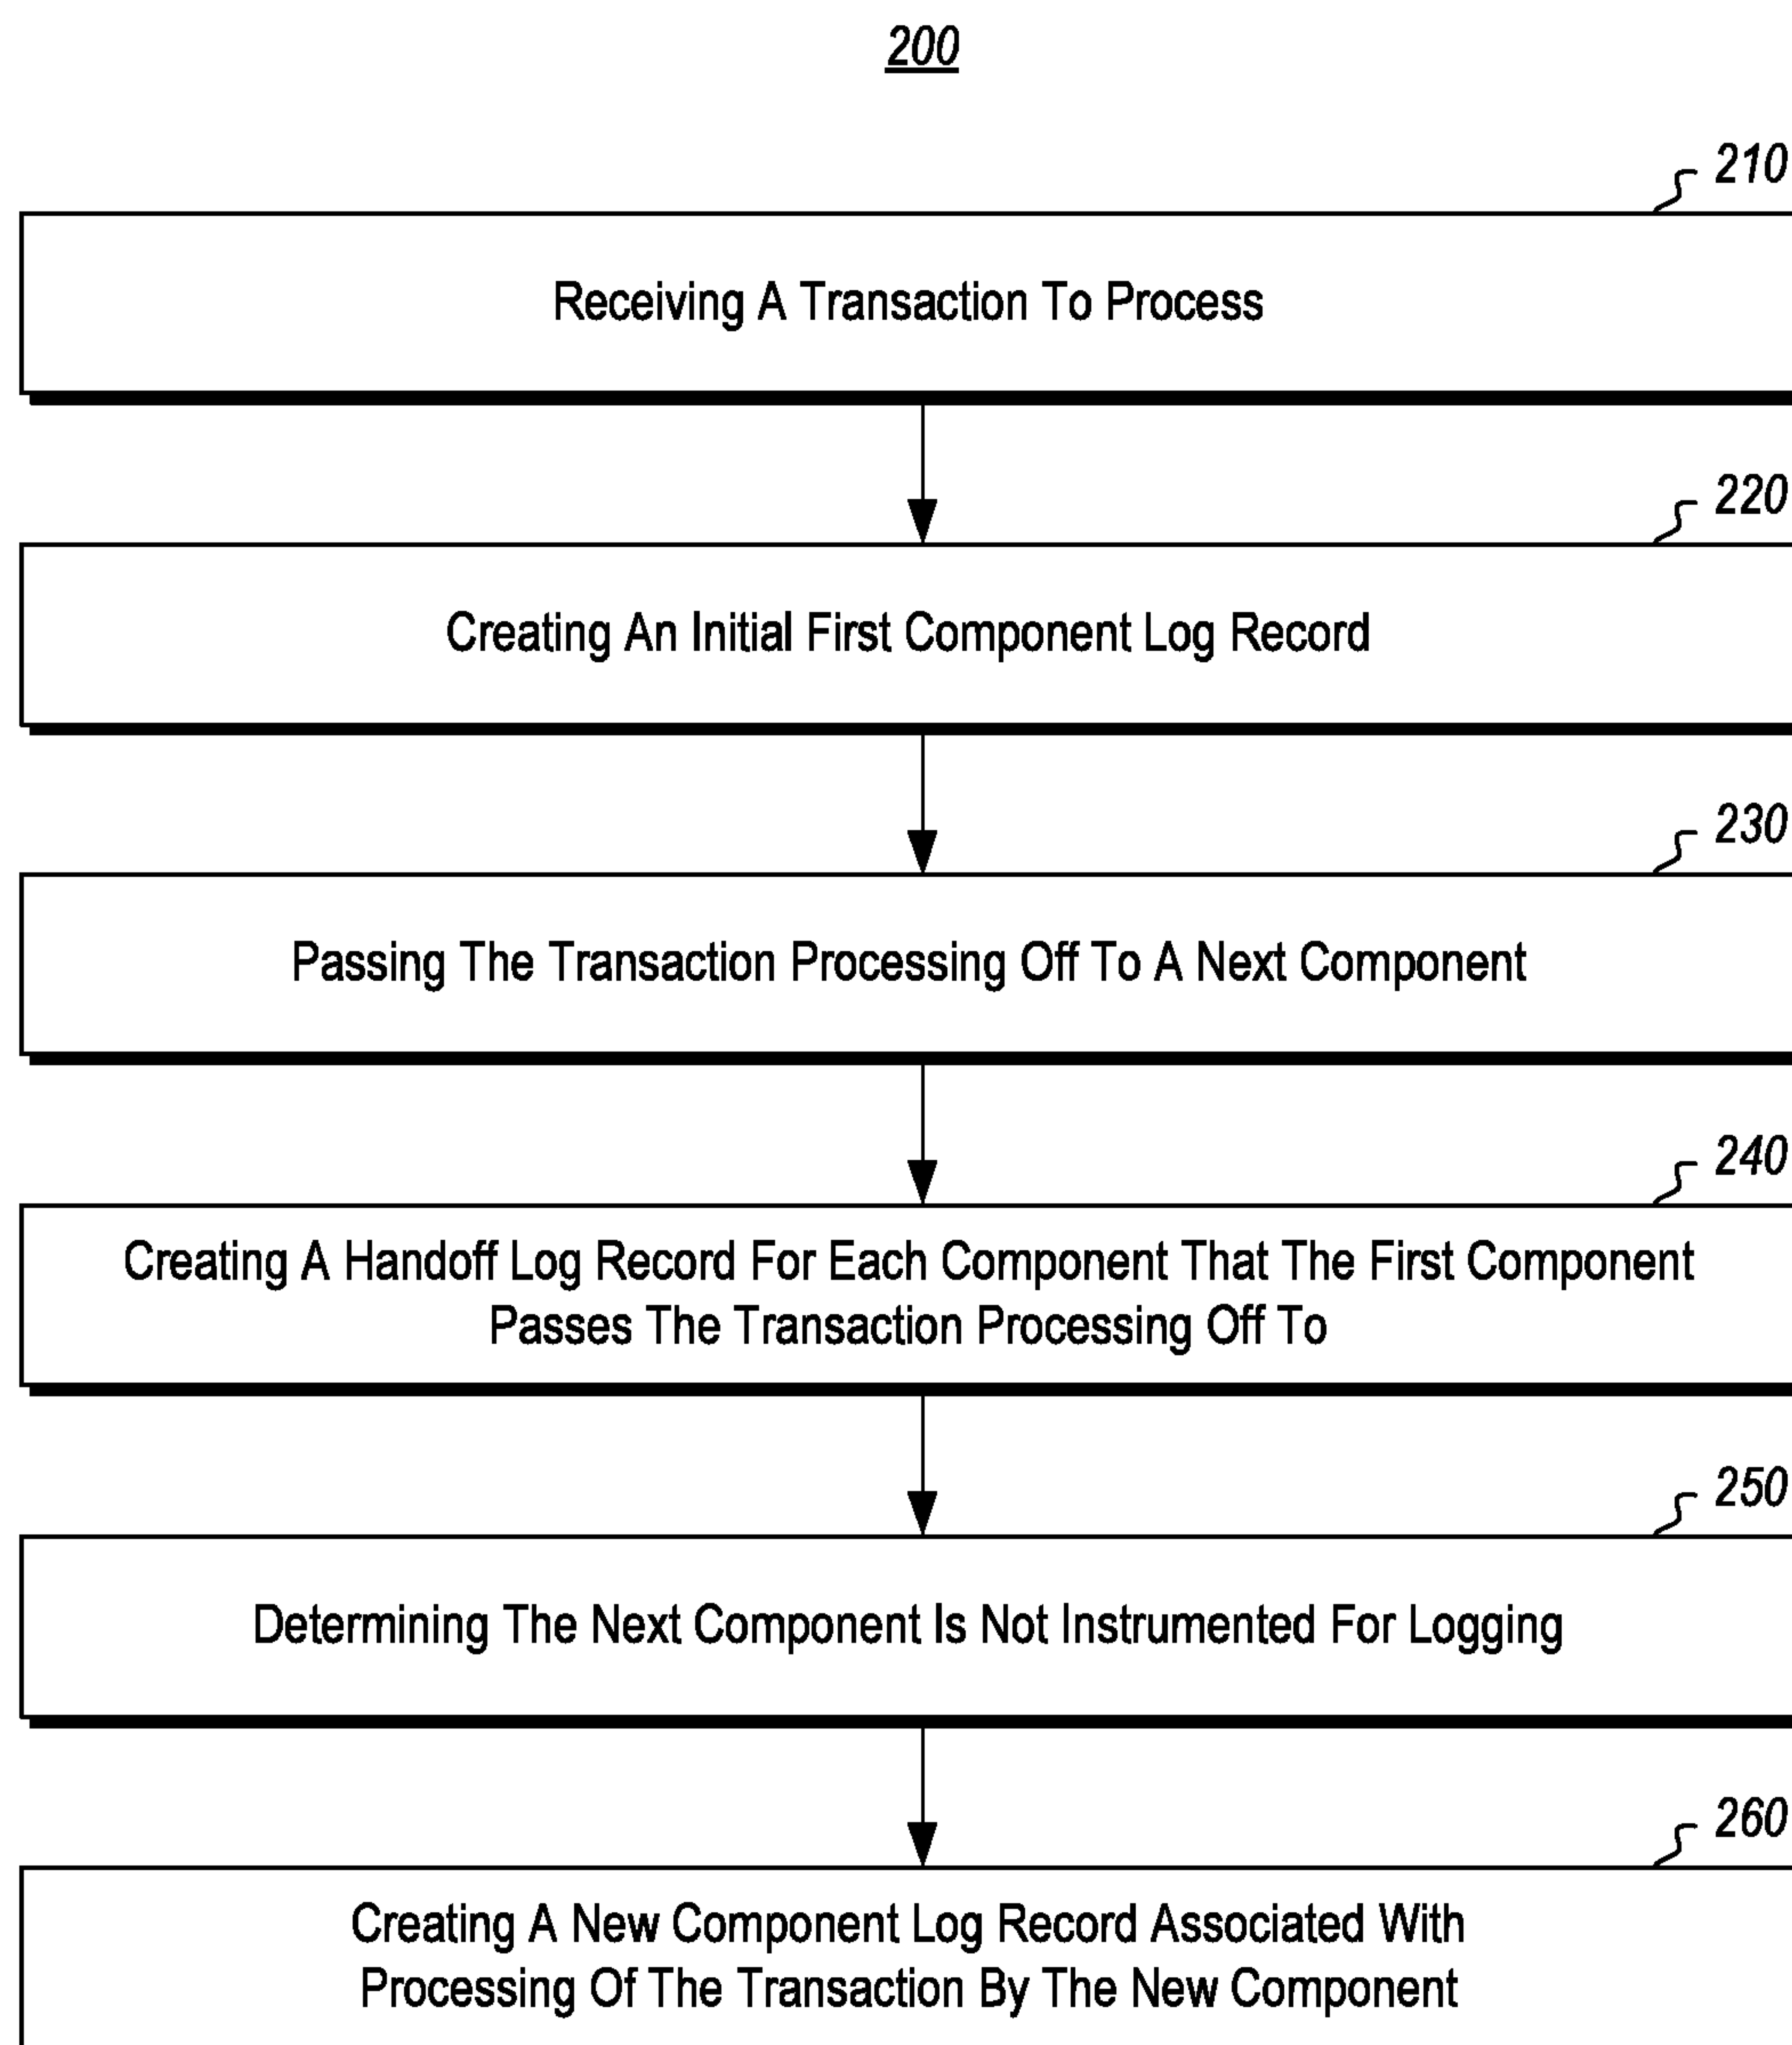 200
210
Receiving A Transaction To Process
220
Creating An Initial First Component Log Record
230
Passing The Transaction Processing Off To A Next Component
240
Creating A Handoff Log Record For Each Component That The First Component
Passes The Transaction Processing Off To
250
Determining The Next Component Is Not Instrumented For Logging
260
Creating A New Component Log Record Associated With
Processing Of The Transaction By The New Component